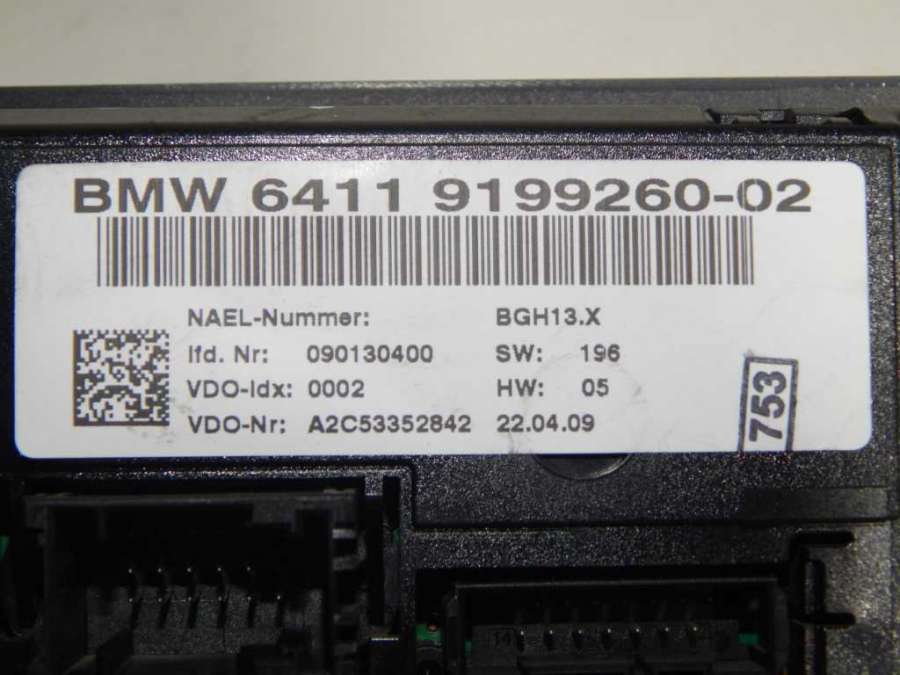 BMW 6411 9199260-02
NAEL-Nummer: BGH13.X
lfd. Nr: 090130400 SW: 196
VDO-Idx: 0002 HW: 05
VDO-Nr: A2C53352842 22.04.09
753
14